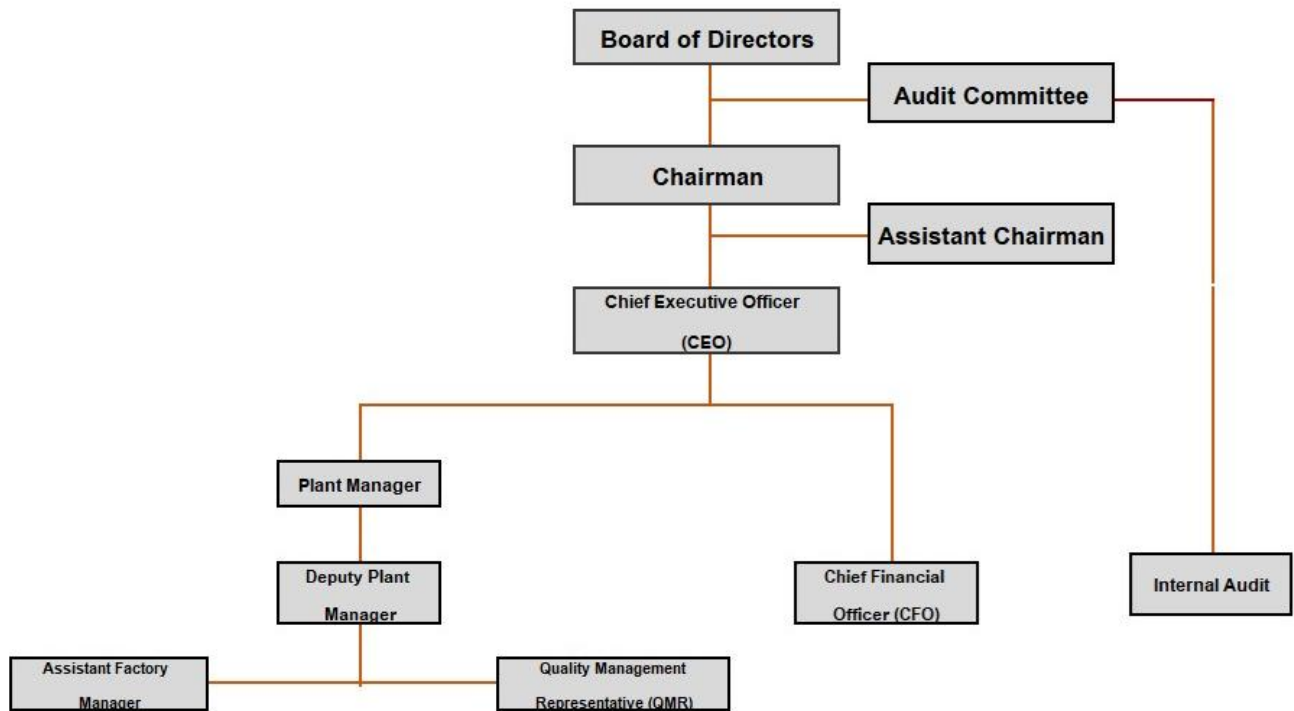 Board of Directors
Audit Committee
Chairman
Assistant Chairman
Chief Executive Officer
(CEO)
Plant Manager
Deputy Plant
Manager
Chief Financial
Officer (CFO)
Internal Audit
Assistant Factory
Manager
Quality Management
Representative (QMR)